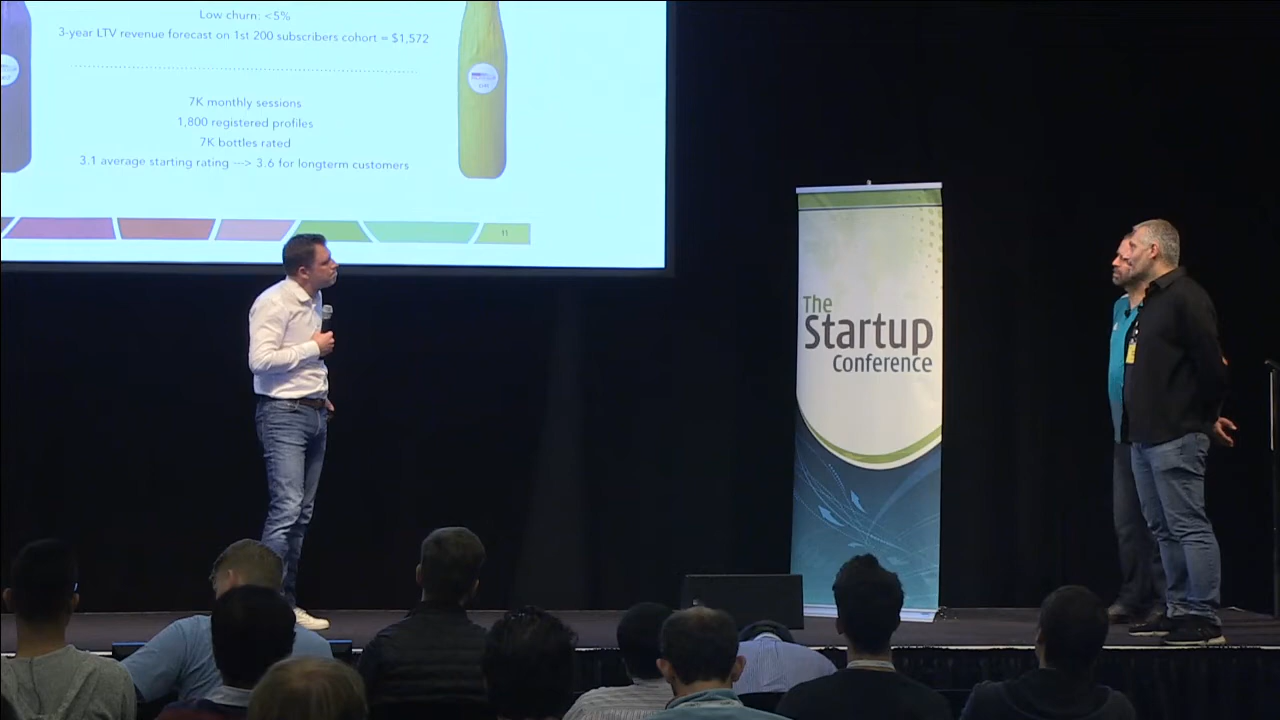 Low churn: <5%
3-year LTV revenue forecast on 1st 200 subscribers cohort = $1,572
7K monthly sessions
1,800 registered profiles
7K bottles rated
3.1 average starting rating ---> 3.6 for longterm customers
11
The
Startup
Conference